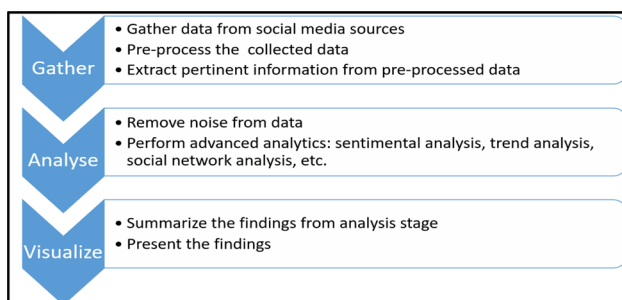 Gather
• Gather data from social media sources
• Pre-process the collected data
• Extract pertinent information from pre-processed data
Analyse
• Remove noise from data
• Perform advanced analytics: sentimental analysis, trend analysis,
social network analysis, etc.
Visualize
• Summarize the findings from analysis stage
• Present the findings